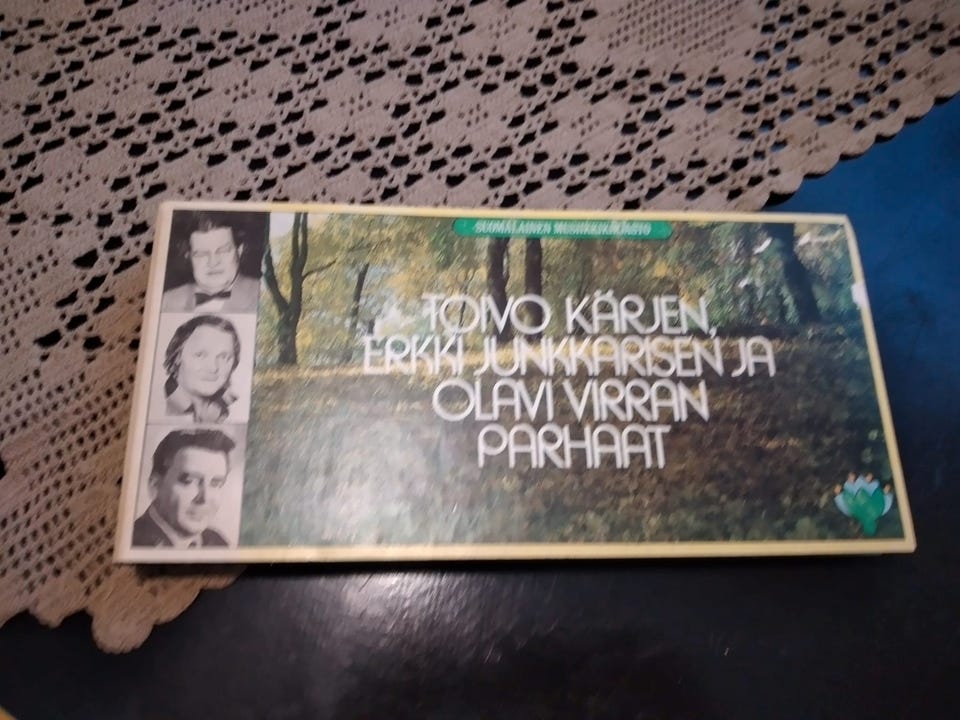 SUOMALAINEN MUSIIKKIKIRJASTO
TOIVO KÄRJEN,
ERKKI JUNKKARISEN JA
OLAVI VIRRAN
PARHAAT